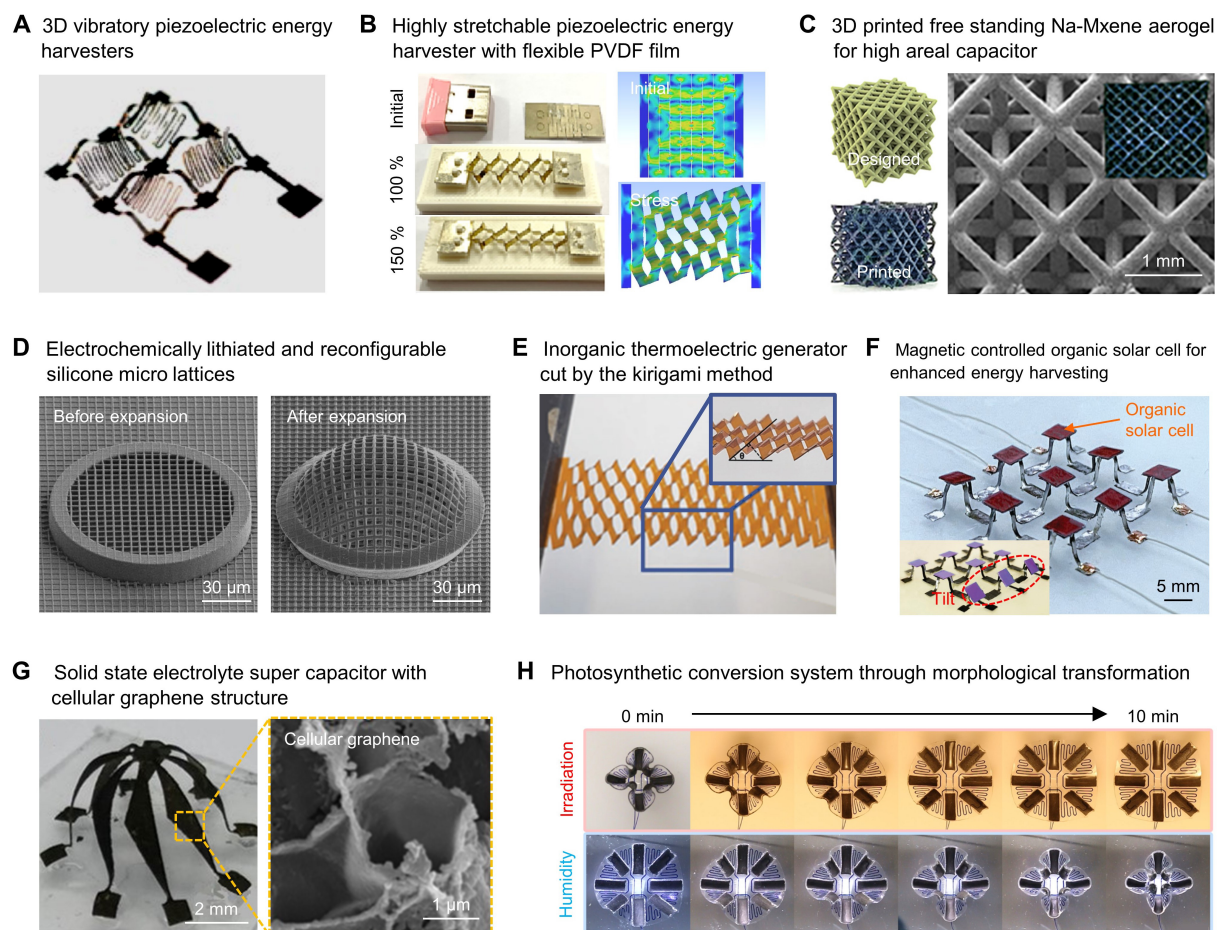 A 3D vibratory piezoelectric energy
harvesters
B Highly stretchable piezoelectric energy
harvester with flexible PVDF film
Initial
100 %
150 %
Initial
Stress
C 3D printed free standing Na-Mxene aerogel
for high areal capacitor
Designed
Printed
1 mm
D Electrochemically lithiated and reconfigurable
silicone micro lattices
Before expansion
30 µm
After expansion
30 µm
E Inorganic thermoelectric generator
cut by the kirigami method
θ
F Magnetic controlled organic solar cell for
enhanced energy harvesting
Organic
solar cell
Tilt
5 mm
G Solid state electrolyte super capacitor with
cellular graphene structure
2 mm
Cellular graphene
1 µm
H Photosynthetic conversion system through morphological transformation
0 min
10 min
Irradiation
Humidity